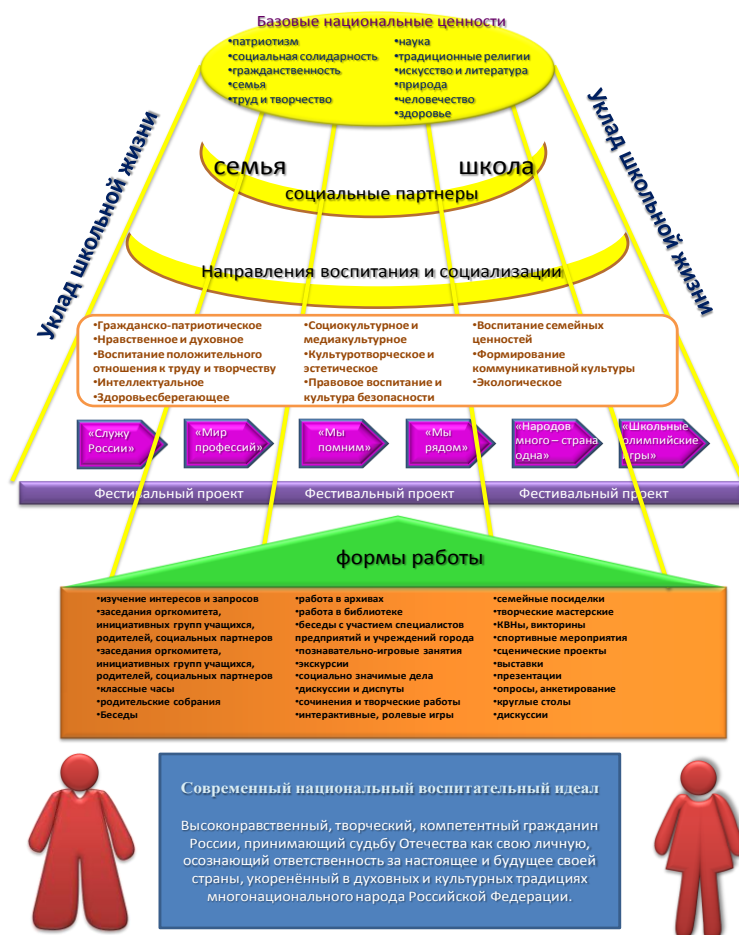 Базовые национальные ценности
•патриотизм
•социальная солидарность
•гражданственность
•семья
•труд и творчество
•наука
•традиционные религии
•искусство и литература
•природа
•человечество
•здоровье
Уклад школьной жизни
Уклад школьной жизни
семья
школа
социальные партнеры
Направления воспитания и социализации
•Гражданско-патриотическое
•Нравственное и духовное
•Воспитание положительного
отношения к труду и творчеству
•Интеллектуальное
•Здоровьесберегающее
•Социокультурное и
медиакультурное
•Культуротворческое и
эстетическое
•Правовое воспитание и
культура безопасности
•Воспитание семейных
ценностей
•Формирование
коммуникативной культуры
•Экологическое
«Служу
России»
«Мир
профессий»
«Мы
помним»
«Мы
рядом»
«Народов
много – страна
одна»
«Школьные
олимпийские
игры»
Фестивальный проект
Фестивальный проект
Фестивальный проект
формы работы
•изучение интересов и запросов
•заседания оргкомитета,
инициативных групп учащихся,
родителей, социальных партнеров
•заседания оргкомитета,
инициативных групп учащихся,
родителей, социальных партнеров
•классные часы
•родительские собрания
•Беседы
•работа в архивах
•работа в библиотеке
•беседы с участием специалистов
предприятий и учреждений города
•познавательно-игровые занятия
•экскурсии
•социально значимые дела
•дискуссии и диспуты
•сочинения и творческие работы
•интерактивные, ролевые игры
•семейные посиделки
•творческие мастерские
•КВНы, викторины
•спортивные мероприятия
•сценические проекты
•выставки
•презентации
•опросы, анкетирование
•круглые столы
•дискуссии
Современный национальный воспитательный идеал
Высоконравственный, творческий, компетентный гражданин
России, принимающий судьбу Отечества как свою личную,
осознающий ответственность за настоящее и будущее своей
страны, укоренённый в духовных и культурных традициях
многонационального народа Российской Федерации.